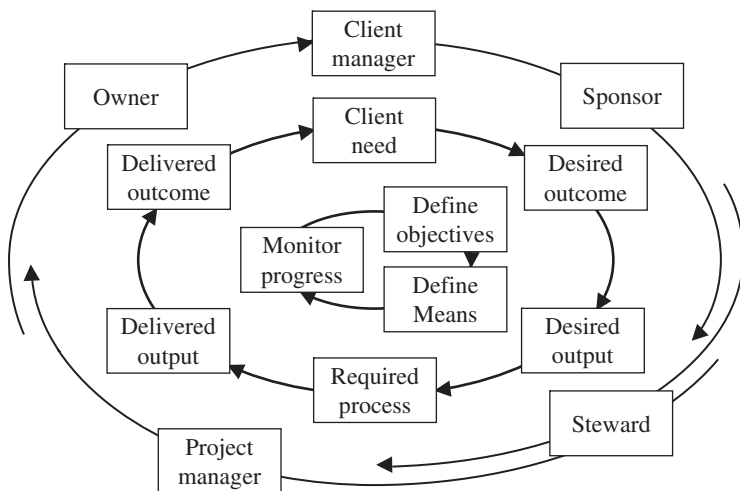 Client
manager
Owner
Sponsor
Client
need
Delivered
outcome
Desired
outcome
Define
objectives
Monitor
progress
Define
Means
Delivered
output
Desired
output
Required
process
Steward
Project
manager